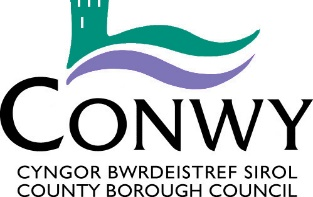 CONWY
CYNGOR BWRDEISTREF SIROL
COUNTY BOROUGH COUNCIL